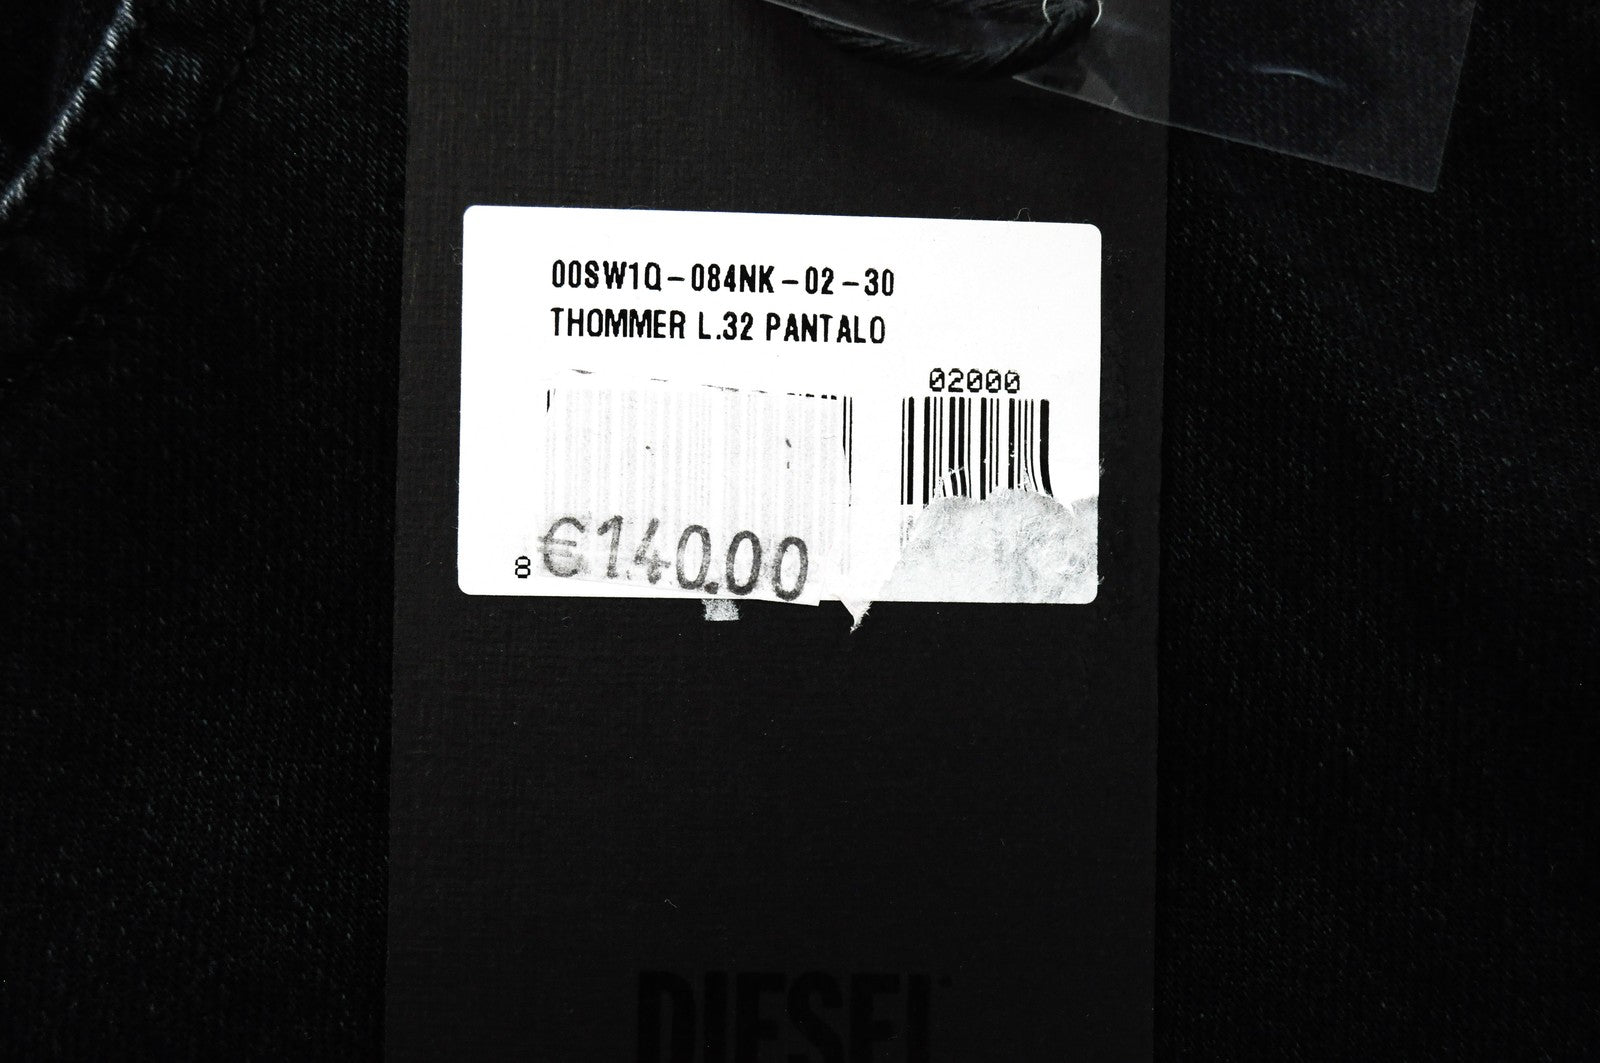 00SW1Q-084NK-02-30
THOMMER L.32 PANTALO
02000
8
€140.00
DIESEL